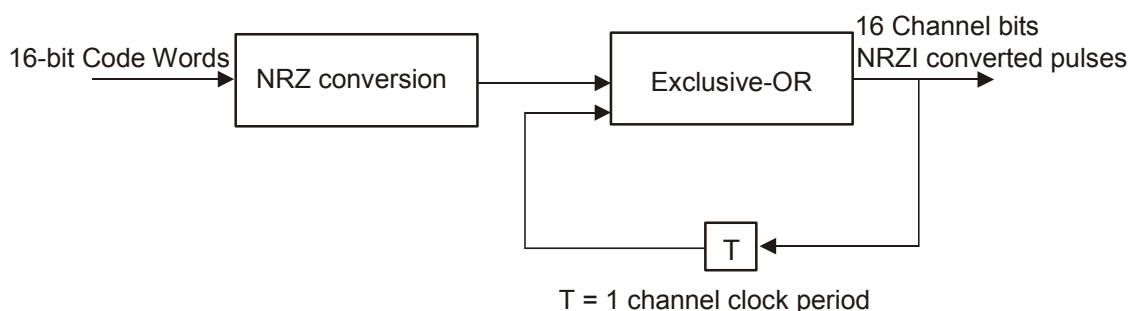 16-bit Code Words
NRZ conversion
Exclusive-OR
16 Channel bits
NRZI converted pulses
T
T = 1 channel clock period